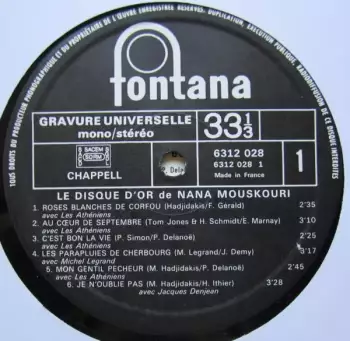 TOUS DROITS DU PRODUCTEUR PHONOGRAPHIQUE ET DU PROPRIÉTAIRE DE L'ŒUVRE ENREGISTRÉE RÉSERVÉS - DUPLICATION, EXÉCUTION PUBLIQUE, RADIODIFFUSION DE CE DISQUE INTERDITES
fontana
GRAVURE UNIVERSELLE
mono/stéréo
33 1/3
SACEM
SDRM
CHAPPELL
P. Dela
6312 028
6312 028 1
Made in France
1
LE DISQUE D'OR de NANA MOUSKOURI
1. ROSES BLANCHES DE CORFOU (Hadjidakis/F. Gérald) 2'35
avec Les Athéniens
2. AU CŒUR DE SEPTEMBRE (Tom Jones & H. Schmidt/E. Marnay) 3'10
avec Les Athéniens
3. C'EST BON LA VIE (P. Simon/P. Delanoë) 2'25
avec Les Athéniens
4. LES PARAPLUIES DE CHERBOURG (M. Legrand/J. Demy) 3'17
avec Michel Legrand
5. MON GENTIL PECHEUR (M. Hadjidakis/P. Delanoë) 2'45
avec Les Athéniens
6. JE N'OUBLIE PAS (M. Hadjidakis/H. Ithier) 3'28
avec Jacques Denjean